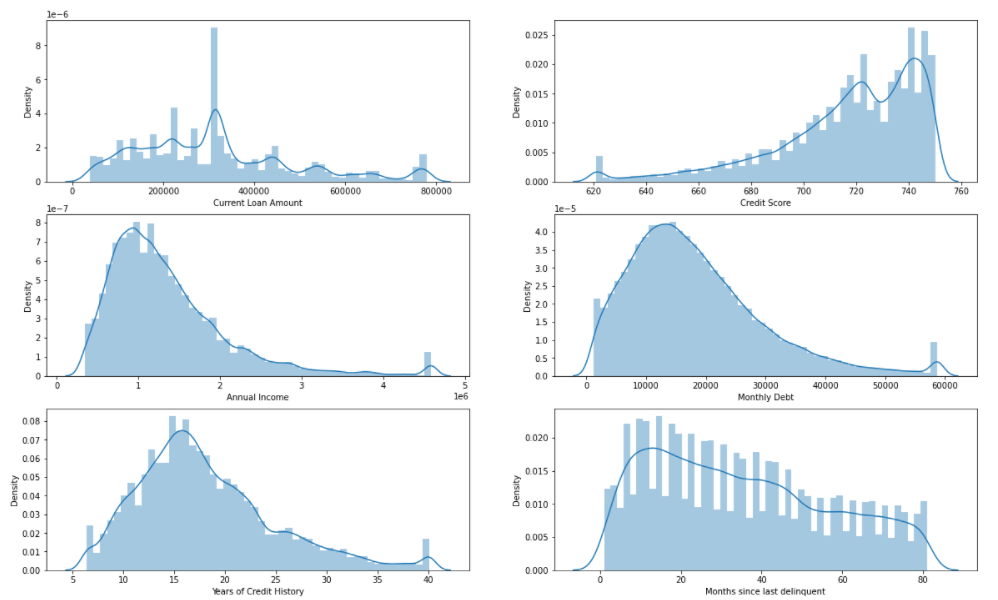 1e−6
8
6
4
2
0
Density
0 200000 400000 600000 800000
Current Loan Amount
0.025
0.020
0.015
0.010
0.005
0.000
Density
620 640 660 680 700 720 740 760
Credit Score
1e−7
8
7
6
5
4
3
2
1
0
Density
0 1 2 3 4 5
1e6
Annual Income
1e−5
4.0
3.5
3.0
2.5
2.0
1.5
1.0
0.5
0.0
Density
0 10000 20000 30000 40000 50000 60000
Monthly Debt
0.08
0.07
0.06
0.05
0.04
0.03
0.02
0.01
0.00
Density
5 10 15 20 25 30 35 40
Years of Credit History
0.020
0.015
0.010
0.005
0.000
Density
0 20 40 60 80
Months since last delinquent